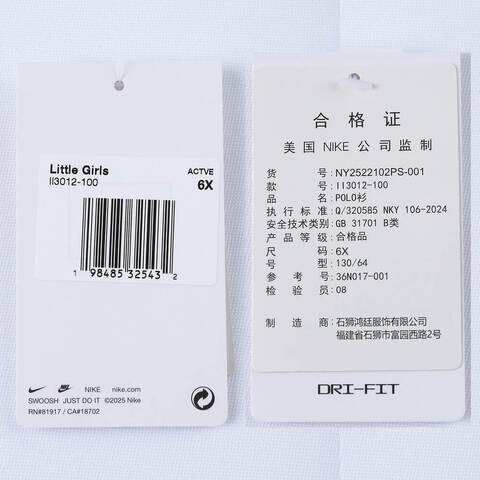 Little Girls
II3012-100
ACTVE
6X
1 98485 32543 2
NIKE nike.com
SWOOSH JUST DO IT ©2025 Nike
RN#81917 / CA#18702
合格证
美国 NIKE 公司监制
货号:NY2522102PS-001
款号:II3012-100
品名:POLO衫
执行标准:Q/320585 NKY 106-2024
安全技术类别:GB 31701 B类
产品等级:合格品
尺码:6X
号型:130/64
参考号:36N017-001
检验员:08
制造商:石狮鸿廷服饰有限公司
福建省石狮市富园西路2号
DRI-FIT